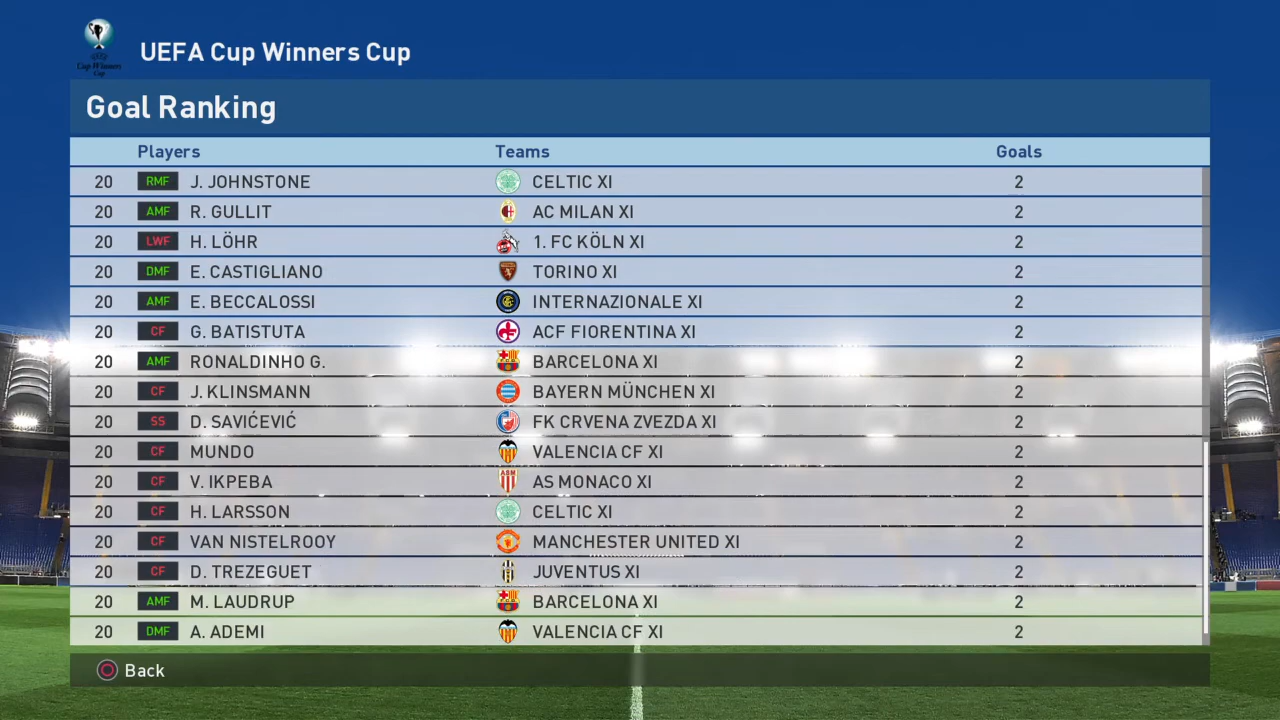 UEFA Cup Winners Cup
Cup Winners
Cup
Goal Ranking
Players Teams Goals
20 RMF J. JOHNSTONE CELTIC XI 2
20 AMF R. GULLIT AC MILAN XI 2
20 LWF H. LÖHR 1. FC KÖLN XI 2
20 DMF E. CASTIGLIANO TORINO XI 2
20 AMF E. BECCALOSSI INTERNAZIONALE XI 2
20 CF G. BATISTUTA ACF FIORENTINA XI 2
20 AMF RONALDINHO G. BARCELONA XI 2
20 CF J. KLINSMANN BAYERN MÜNCHEN XI 2
20 SS D. SAVIĆEVIĆ FK CRVENA ZVEZDA XI 2
20 CF MUNDO VALENCIA CF XI 2
20 CF V. IKPEBA AS MONACO XI 2
20 CF H. LARSSON CELTIC XI 2
20 CF VAN NISTELROOY MANCHESTER UNITED XI 2
20 CF D. TREZEGUET JUVENTUS XI 2
20 AMF M. LAUDRUP BARCELONA XI 2
20 DMF A. ADEMI VALENCIA CF XI 2
Back